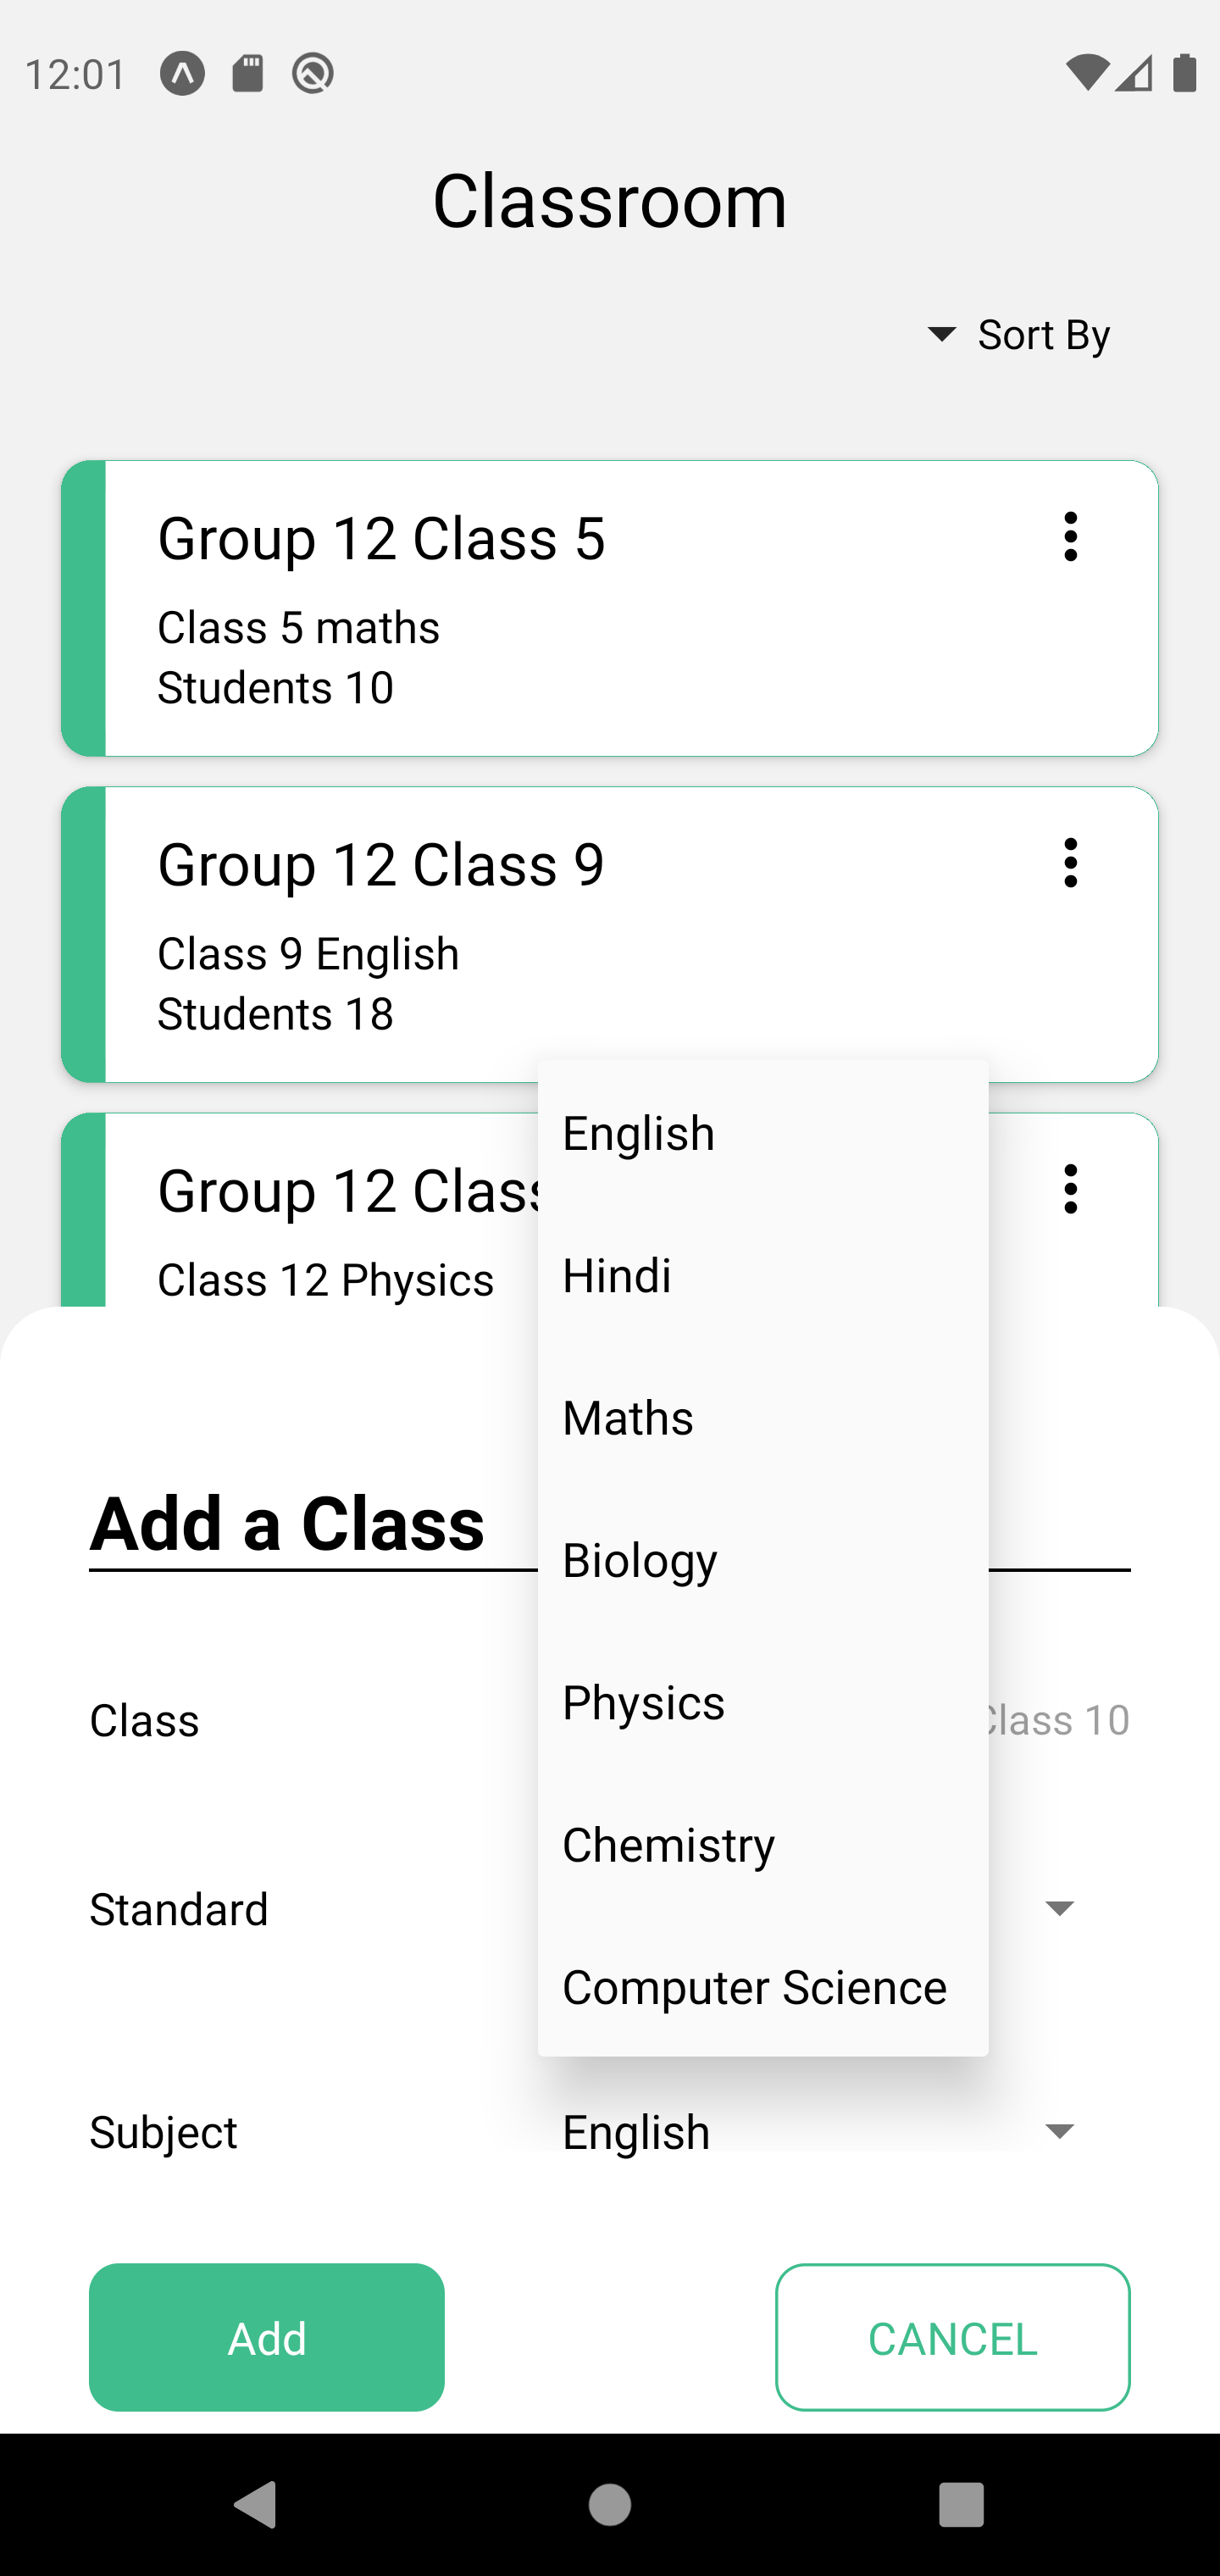 12:01
Classroom
Sort By
Group 12 Class 5
Class 5 maths
Students 10
Group 12 Class 9
Class 9 English
Students 18
Group 12 Class
Class 12 Physics
English
Hindi
Maths
Biology
Physics
Chemistry
Computer Science
Add a Class
Class
Class 10
Standard
Subject
English
Add
CANCEL